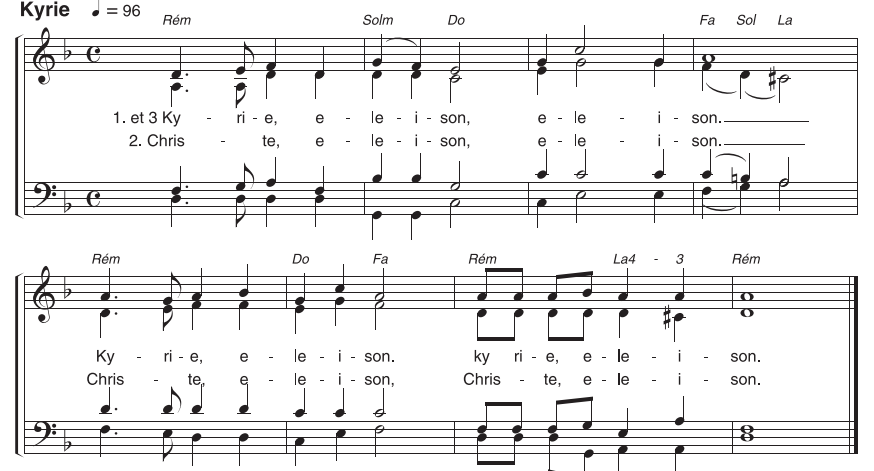 Kyrie ♩ = 96
Rém Solm Do Fa Sol La
1. et 3 Ky - ri - e, e - le - i - son, e - le - i - son.
2. Chris - te, e - le - i - son, e - le - i - son.
Rém Do Fa Rém La4 - 3 Rém
Ky - ri - e, e - le - i - son. ky ri - e, e - le - i - son.
Chris - te, e - le - i - son, Chris - te, e - le - i - son.